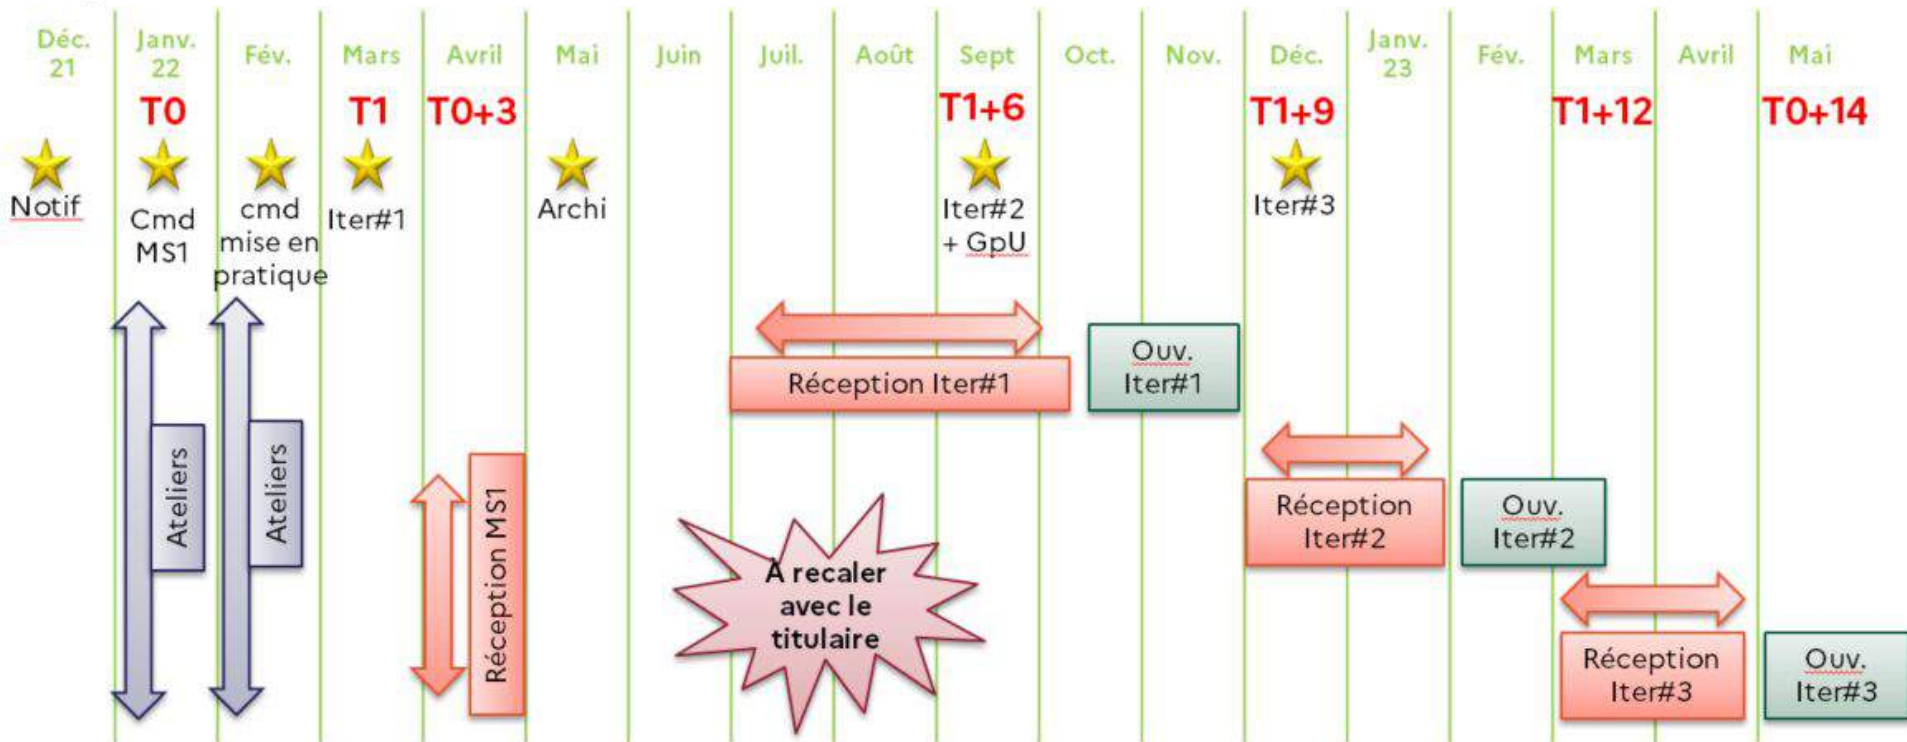 Déc.
21
Janv.
22
Fév.
Mars
Avril
Mai
Juin
Juil.
Août
Sept
Oct.
Nov.
Déc.
Janv.
23
Fév.
Mars
Avril
Mai
T0
T1
T0+3
T1+6
T1+9
T1+12
T0+14
Notif
Cmd
MS1
cmd
mise en
pratique
Iter#1
Archi
Iter#2
+ GpU
Iter#3
Réception Iter#1
Ouv.
Iter#1
Ateliers
Ateliers
Réception MS1
À recaler
avec le
titulaire
Réception
Iter#2
Ouv.
Iter#2
Réception
Iter#3
Ouv.
Iter#3